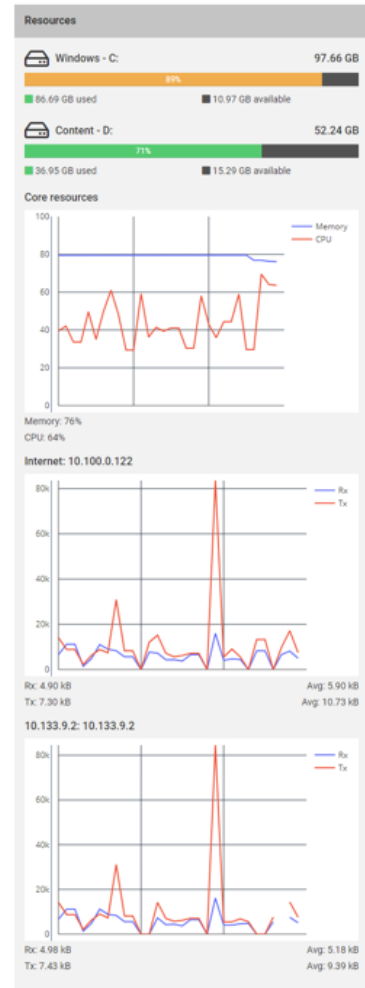 Resources
Windows - C: 97.66 GB
89%
86.69 GB used 10.97 GB available
Content - D: 52.24 GB
71%
36.95 GB used 15.29 GB available
Core resources
100
80
60
40
20
0
Memory
CPU
Memory: 76%
CPU: 64%
Internet: 10.100.0.122
80k
60k
40k
20k
0
Rx
Tx
Rx: 4.90 kB Avg: 5.90 kB
Tx: 7.30 kB Avg: 10.73 kB
10.133.9.2: 10.133.9.2
80k
60k
40k
20k
0
Rx
Tx
Rx: 4.98 kB Avg: 5.18 kB
Tx: 7.43 kB Avg: 9.39 kB